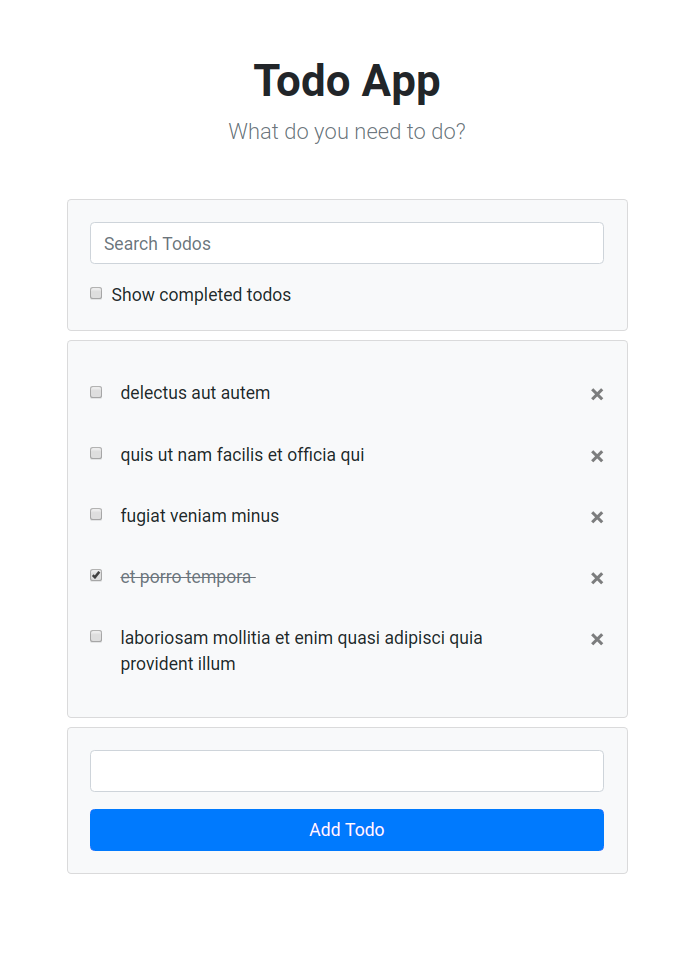 Todo App
What do you need to do?
Search Todos
Show completed todos
delectus aut autem
quis ut nam facilis et officia qui
fugiat veniam minus
et porro tempora
laboriosam mollitia et enim quasi adipisci quia
provident illum
Add Todo